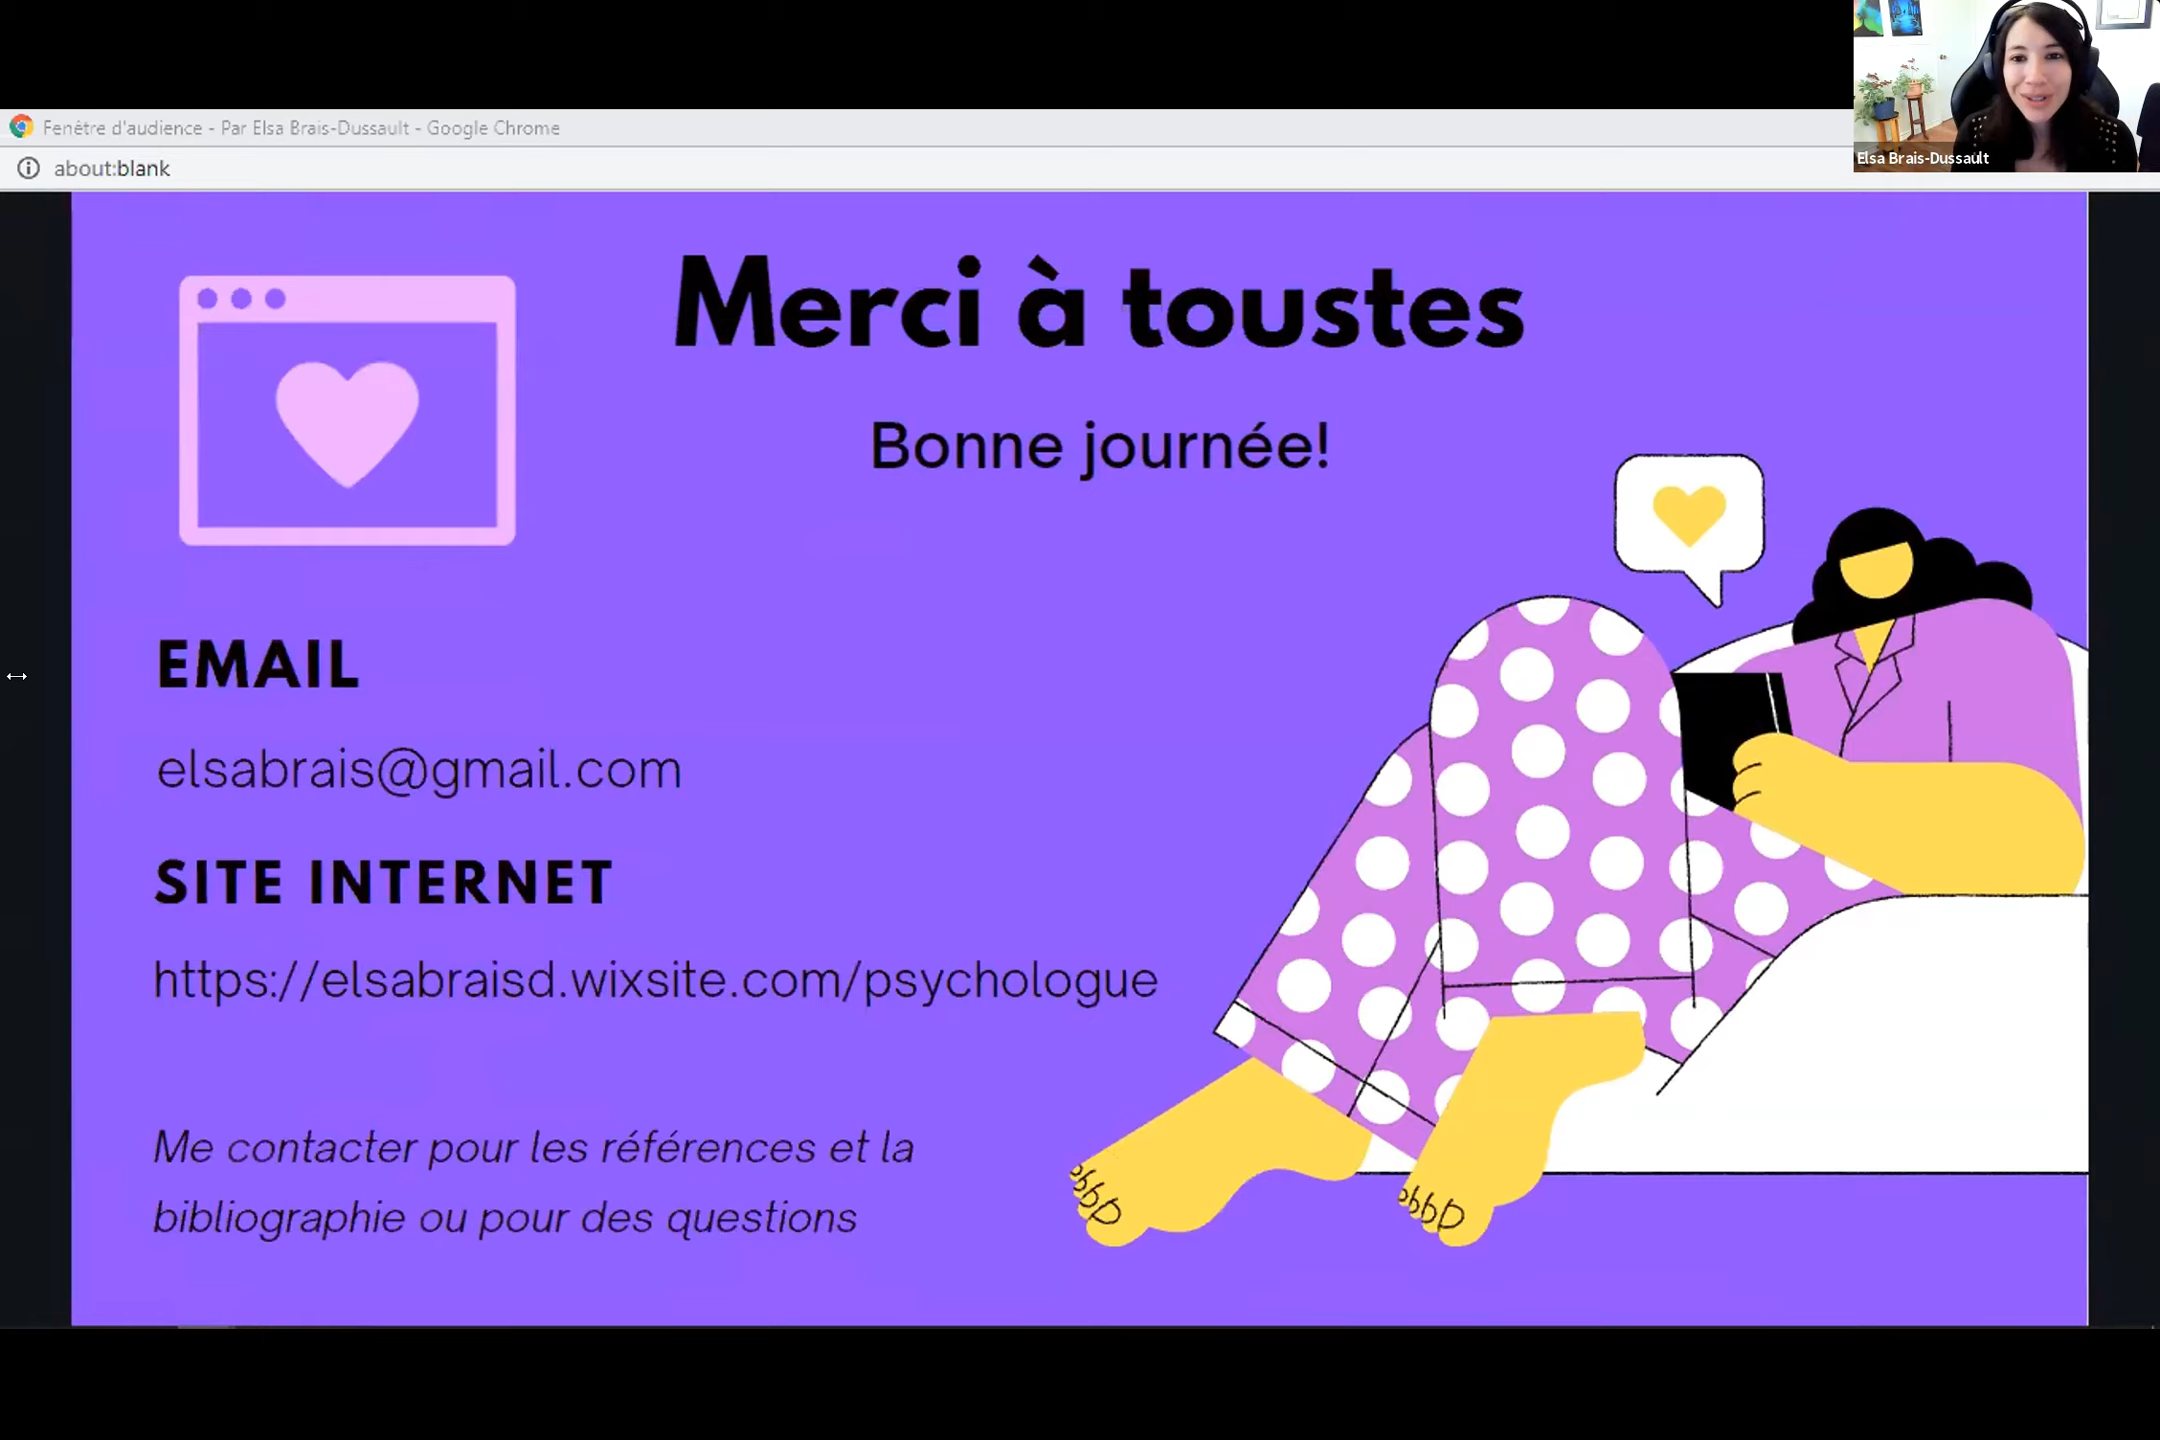 Fenêtre d'audience - Par Elsa Brais-Dussault - Google Chrome
about:blank
Elsa Brais-Dussault
Merci à toustes
Bonne journée!
EMAIL
elsabrais@gmail.com
SITE INTERNET
https://elsabraisd.wixsite.com/psychologue
Me contacter pour les références et la
bibliographie ou pour des questions